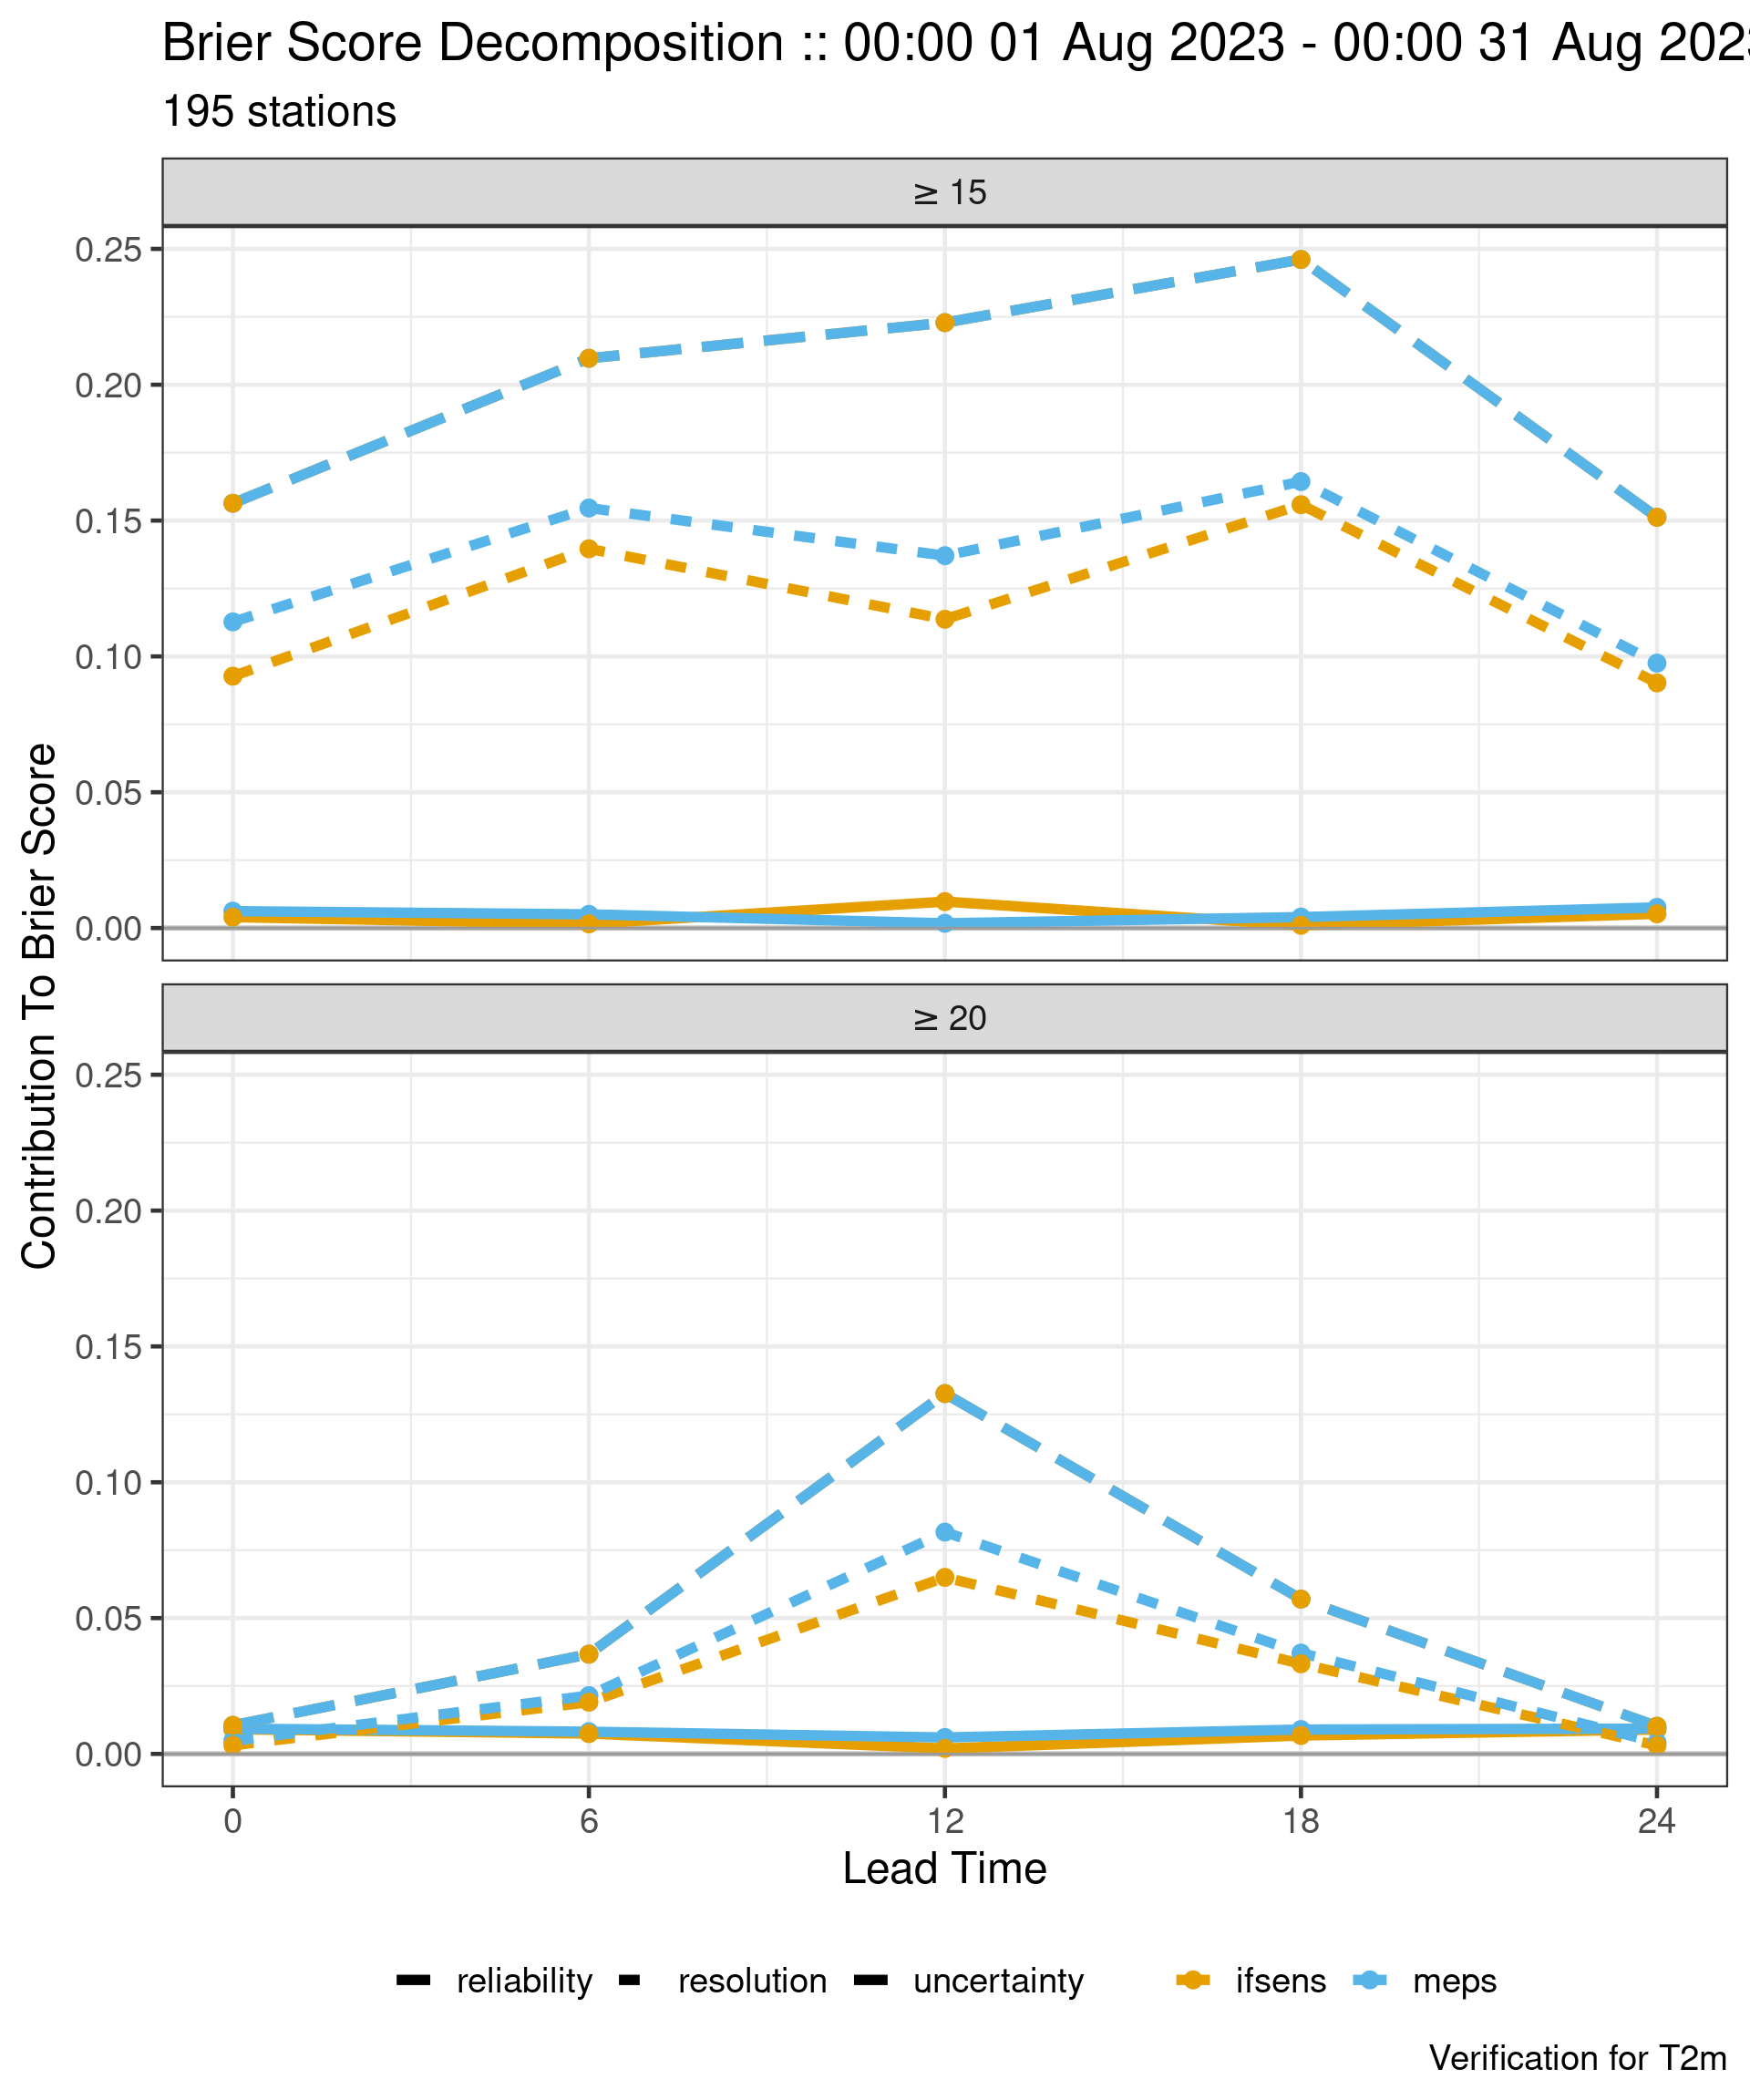 Brier Score Decomposition :: 00:00 01 Aug 2023 - 00:00 31 Aug 202
195 stations
≥ 15
0.25
0.20
0.15
0.10
0.05
0.00
Contribution To Brier Score
≥ 20
0.25
0.20
0.15
0.10
0.05
0.00
0 6 12 18 24
Lead Time
reliability resolution uncertainty ifsens meps
Verification for T2m